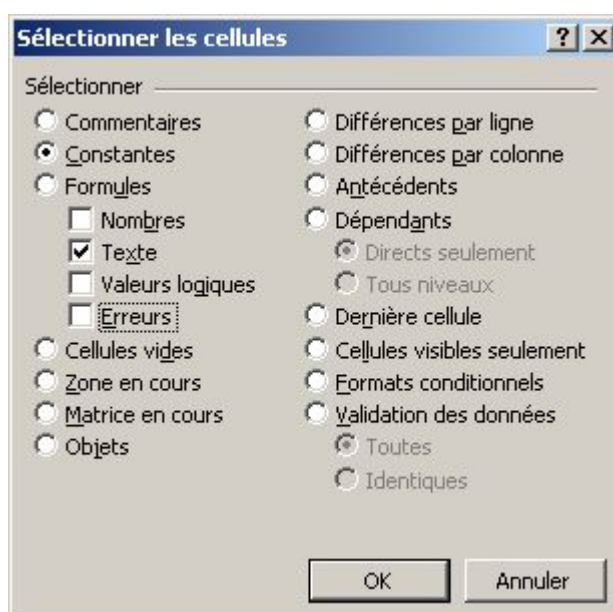 Sélectionner les cellules
Sélectionner
Commentaires
Constantes
Formules
Nombres
Texte
Valeurs logiques
Erreurs
Cellules vides
Zone en cours
Matrice en cours
Objets
Différences par ligne
Différences par colonne
Antécédents
Dépendants
Directs seulement
Tous niveaux
Dernière cellule
Cellules visibles seulement
Formats conditionnels
Validation des données
Toutes
Identiques
OK
Annuler